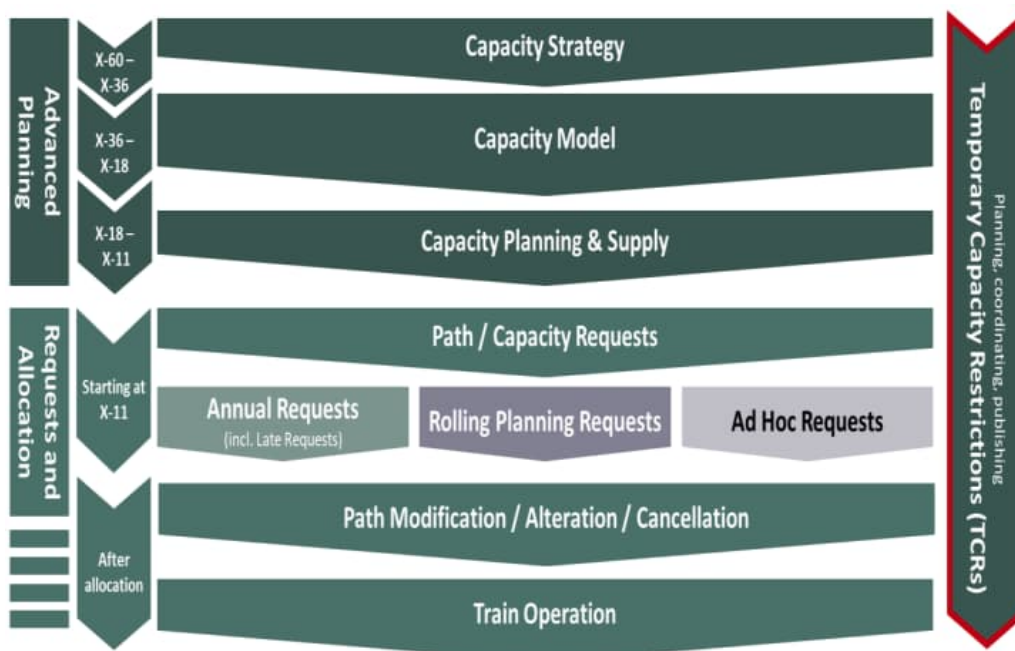 Advanced
Planning
X-60 –
X-36
Capacity Strategy
X-36 –
X-18
Capacity Model
X-18 –
X-11
Capacity Planning & Supply
Requests and
Allocation
Starting at
X-11
Path / Capacity Requests
Annual Requests
(incl. Late Requests)
Rolling Planning Requests
Ad Hoc Requests
After
allocation
Path Modification / Alteration / Cancellation
Train Operation
Planning, coordinating, publishing
Temporary Capacity Restrictions (TCRs)